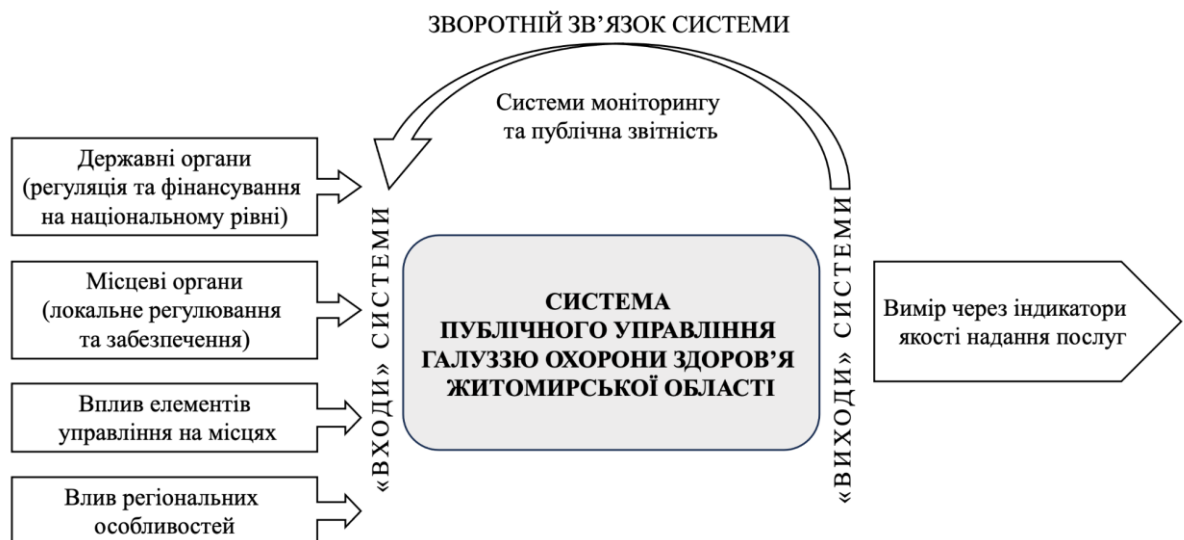 ЗВОРОТНІЙ ЗВ’ЯЗОК СИСТЕМИ
Системи моніторингу
та публічна звітність
Державні органи
(регуляція та фінансування
на національному рівні)
Місцеві органи
(локальне регулювання
та забезпечення)
Вплив елементів
управління на місцях
Влив регіональних
особливостей
«ВХОДИ» СИСТЕМИ
СИСТЕМА
ПУБЛІЧНОГО УПРАВЛІННЯ
ГАЛУЗЗЮ ОХОРОНИ ЗДОРОВ’Я
ЖИТОМИРСЬКОЇ ОБЛАСТІ
«ВИХОДИ» СИСТЕМИ
Вимір через індикатори
якості надання послуг